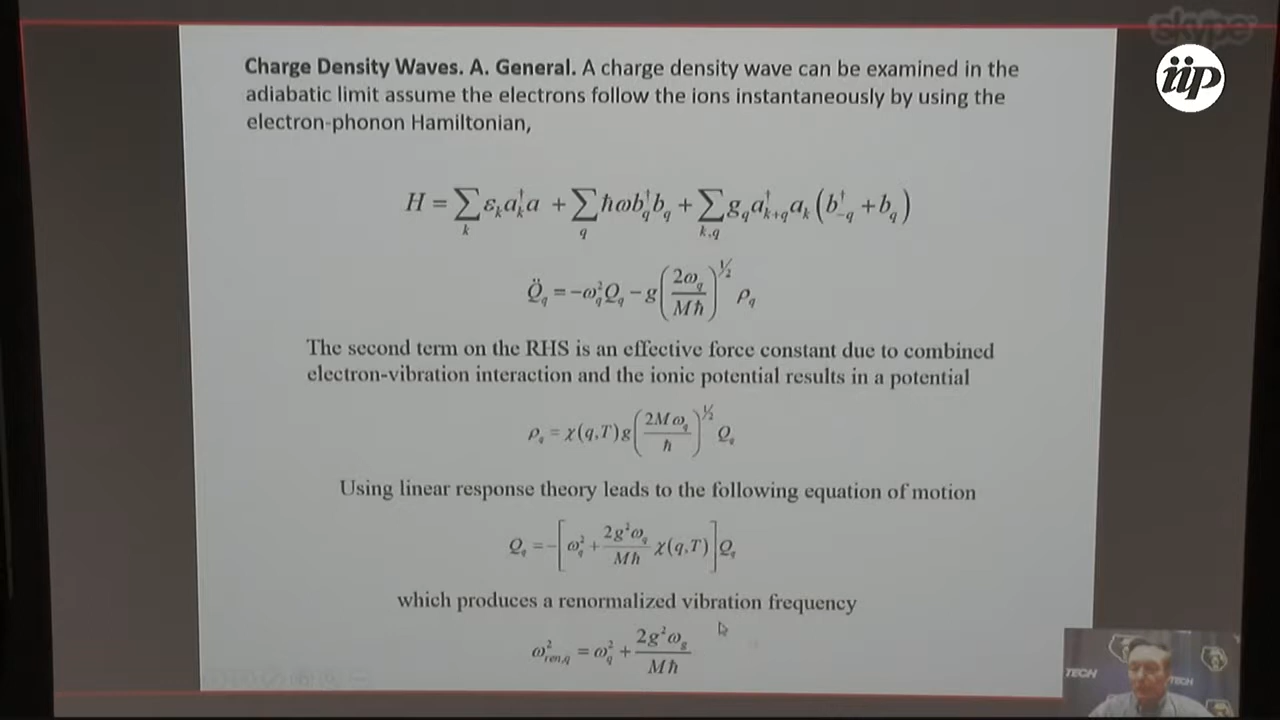 skype
iip
Charge Density Waves. A. General. A charge density wave can be examined in the
adiabatic limit assume the electrons follow the ions instantaneously by using the
electron-phonon Hamiltonian,
H = ∑_k ε_k a_k^† a + ∑_q ħω b_q^† b_q + ∑_{k,q} g_q a_{k+q}^† a_k (b_{-q}^† + b_q)
Q̈_q = −ω_q^2 Q_q − g (2ω_q / Mħ)^{1/2} ρ_q
The second term on the RHS is an effective force constant due to combined
electron-vibration interaction and the ionic potential results in a potential
ρ_q = χ(q,T) g (2Mω_q / ħ)^{1/2} Q_q
Using linear response theory leads to the following equation of motion
Q_q = −[ω_q^2 + (2g^2 ω_q / Mħ) χ(q,T)] Q_q
which produces a renormalized vibration frequency
ω_{ren,q}^2 = ω_q^2 + 2g^2 ω_g / Mħ
TECH
TECH